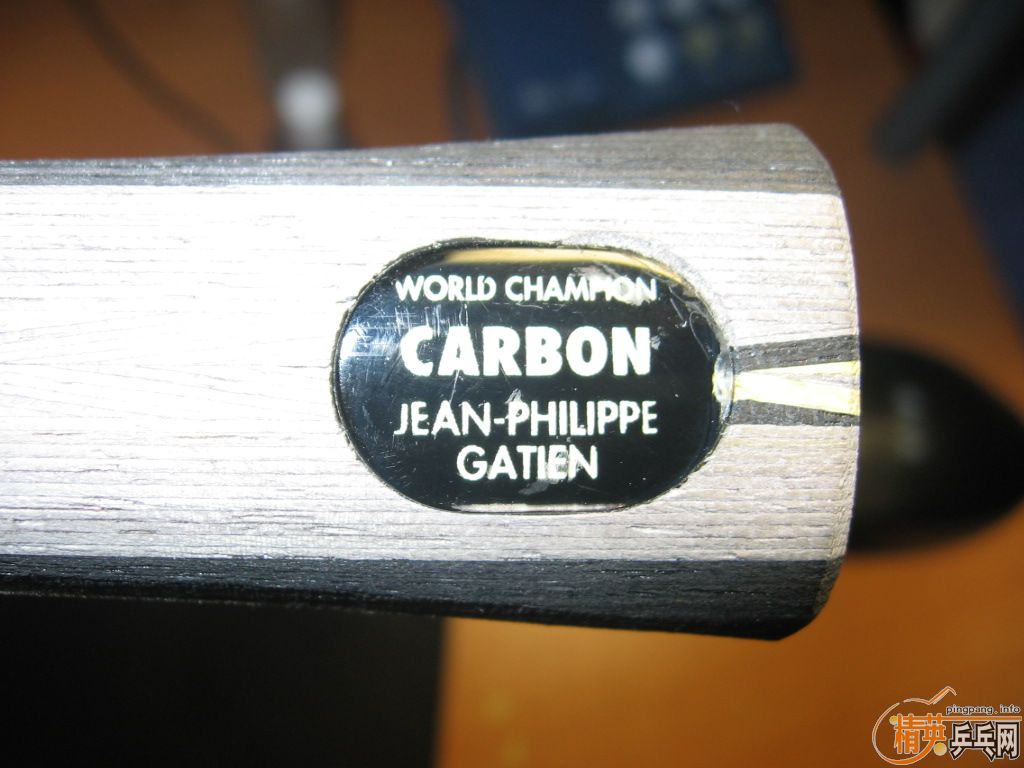 WORLD CHAMPION
CARBON
JEAN-PHILIPPE
GATIEN
pingpang.info
精英乒乓网